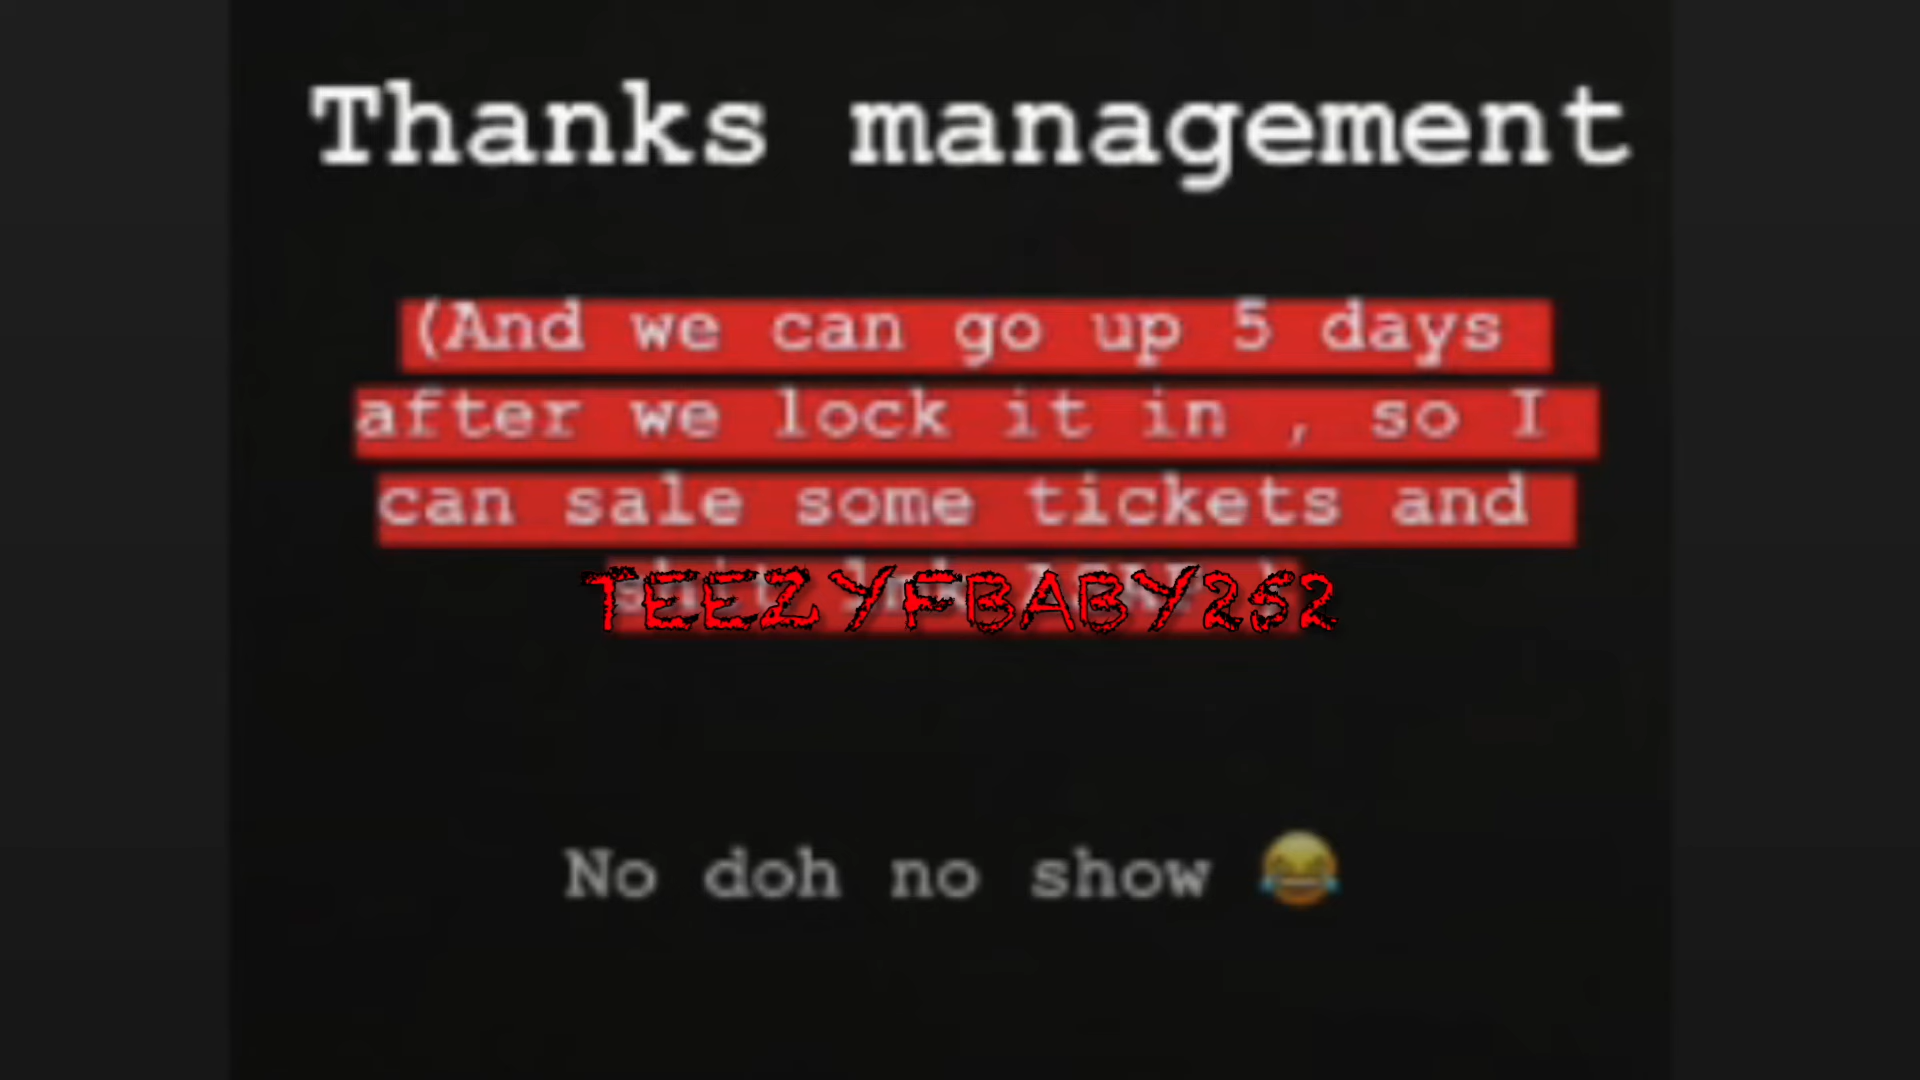 Thanks management
(And we can go up 5 days
after we lock it in , so I
can sale some tickets and
TEEZYFBABY252
No doh no show 😂